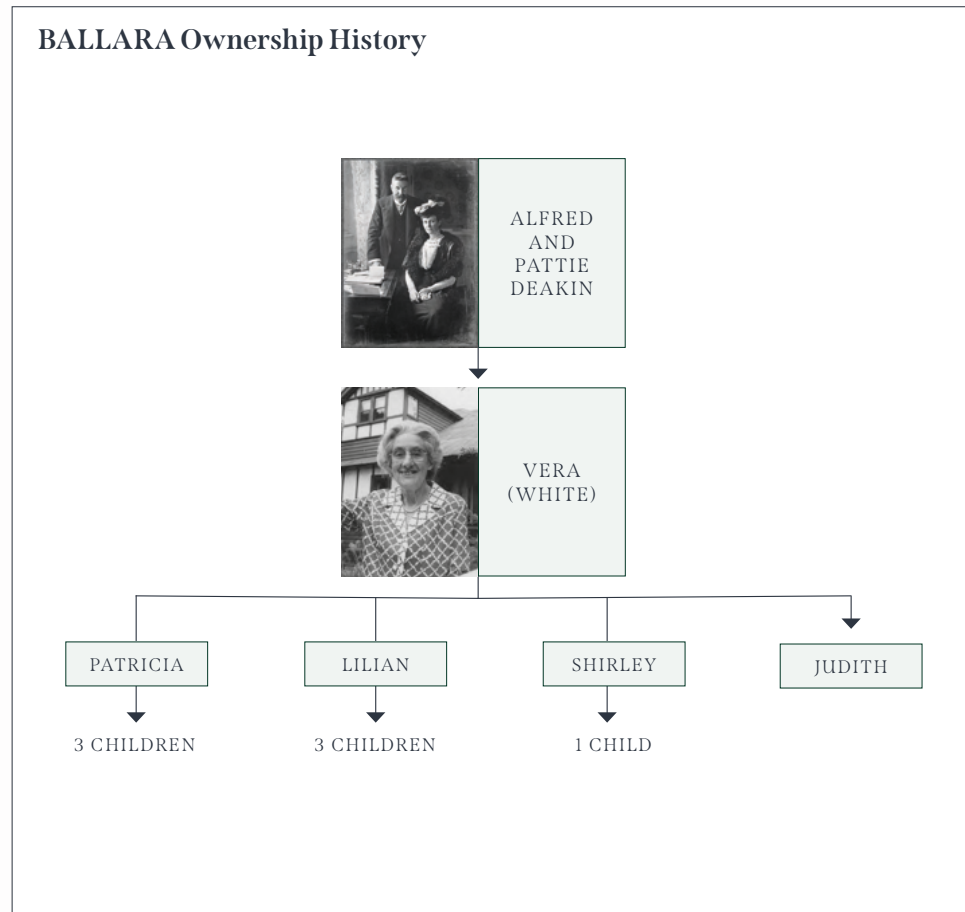 BALLARA Ownership History
ALFRED
AND
PATTIE
DEAKIN
VERA
(WHITE)
PATRICIA
LILIAN
SHIRLEY
JUDITH
3 CHILDREN
3 CHILDREN
1 CHILD